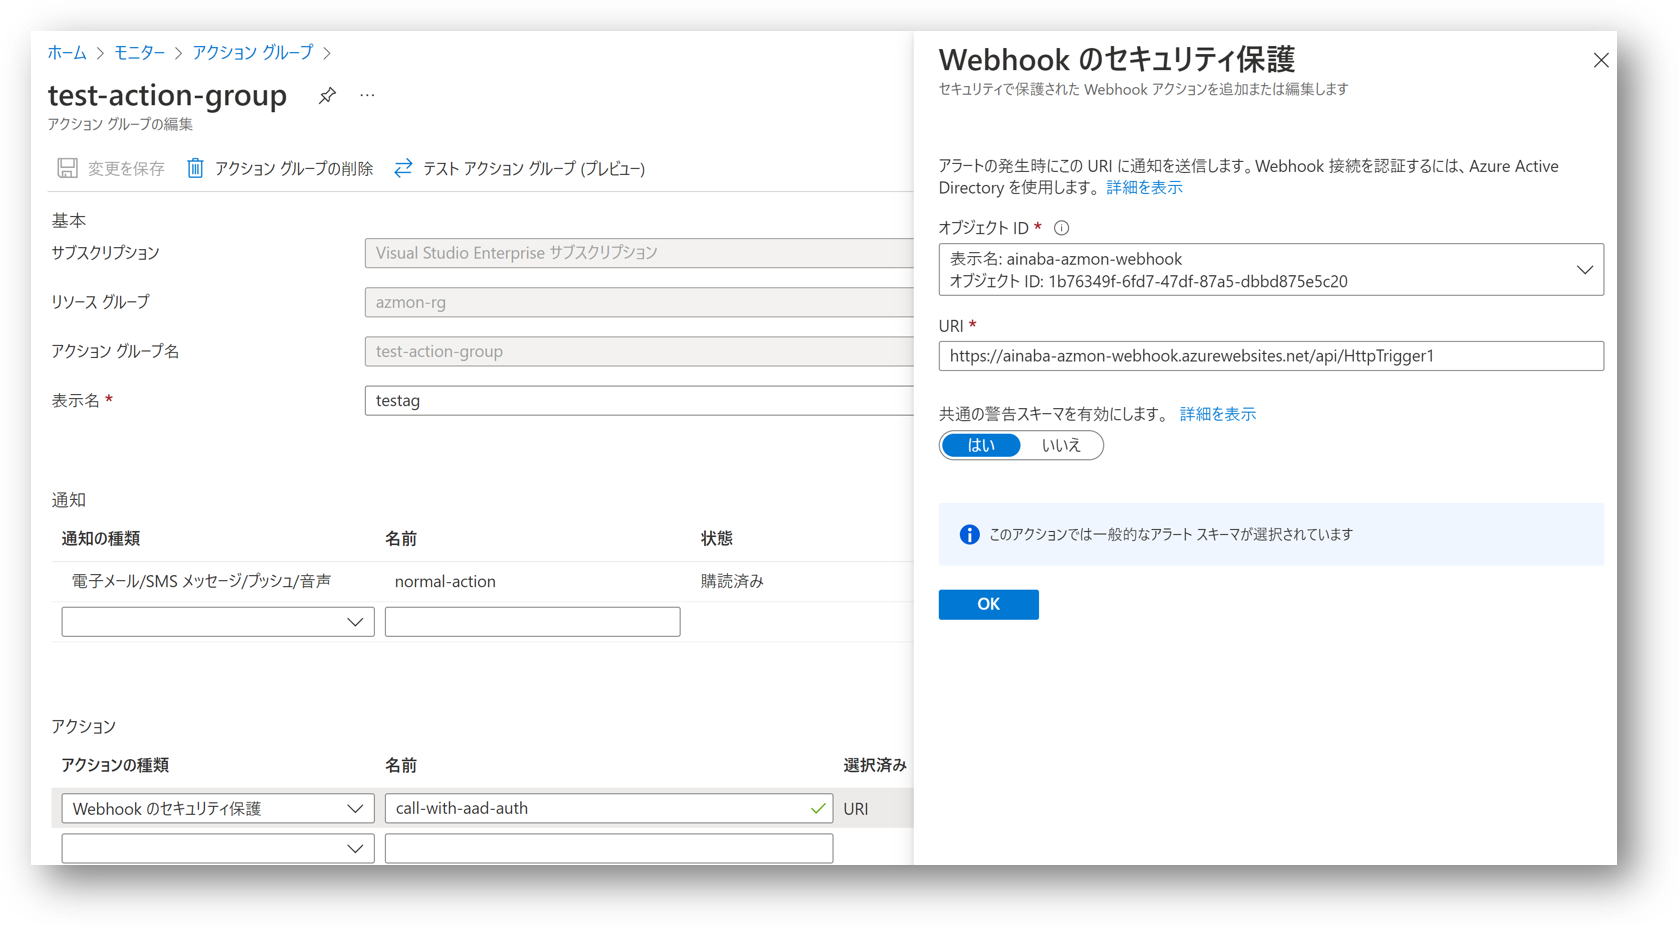 ホーム > モニター > アクション グループ >
test-action-group ...
アクション グループの編集
変更を保存 アクション グループの削除 テスト アクション グループ (プレビュー)
基本
サブスクリプション Visual Studio Enterprise サブスクリプション
リソース グループ azmon-rg
アクション グループ名 test-action-group
表示名 * testag
通知
通知の種類 名前 状態
電子メール/SMS メッセージ/プッシュ/音声 normal-action 購読済み
アクション
アクションの種類 名前 選択済み
Webhook のセキュリティ保護 call-with-aad-auth URI
Webhook のセキュリティ保護
セキュリティで保護された Webhook アクションを追加または編集します
アラートの発生時にこの URI に通知を送信します。Webhook 接続を認証するには、Azure Active
Directory を使用します。 詳細を表示
オブジェクト ID *
表示名: ainaba-azmon-webhook
オブジェクト ID: 1b76349f-6fd7-47df-87a5-dbbd875e5c20
URI *
https://ainaba-azmon-webhook.azurewebsites.net/api/HttpTrigger1
共通の警告スキーマを有効にします。 詳細を表示
はい いいえ
このアクションでは一般的なアラート スキーマが選択されています
OK